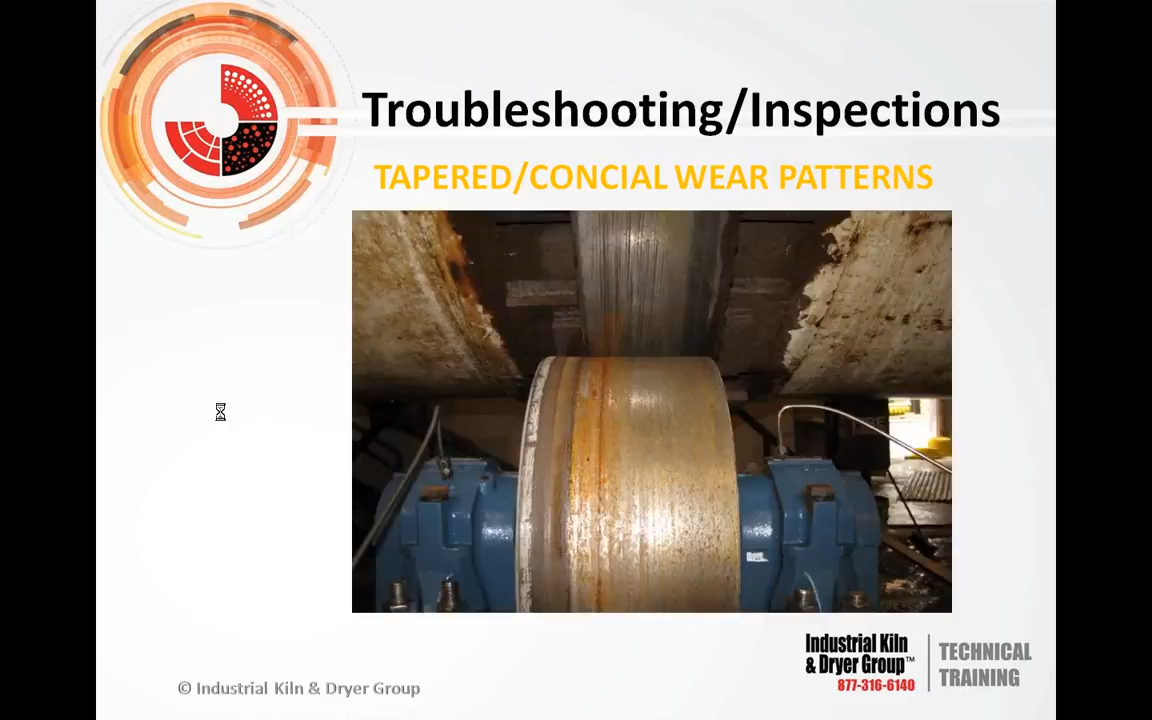 Troubleshooting/Inspections
TAPERED/CONCIAL WEAR PATTERNS
Industrial Kiln
& Dryer Group™
877-316-6140
TECHNICAL
TRAINING
© Industrial Kiln & Dryer Group